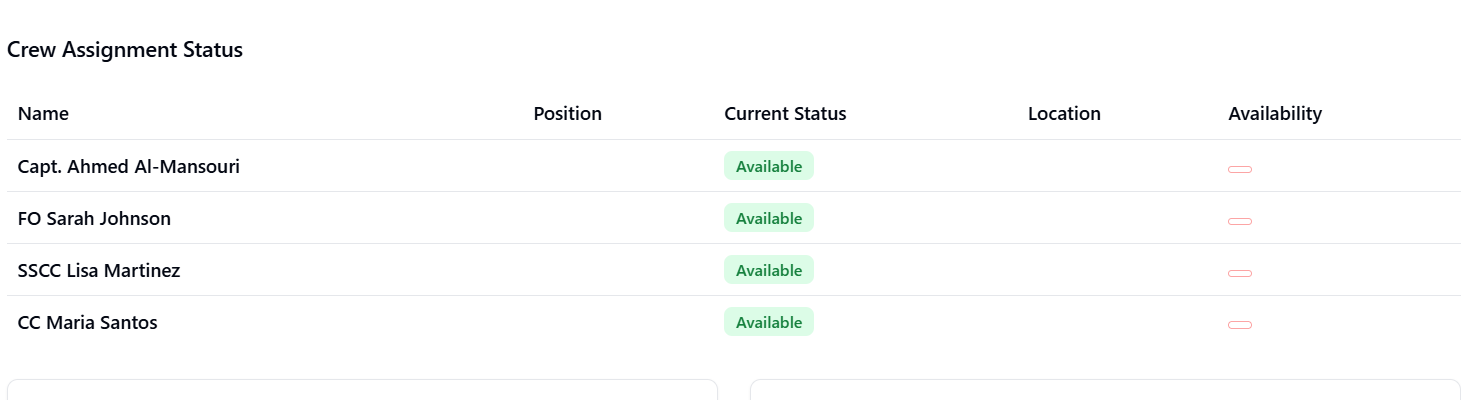 Crew Assignment Status
Name Position Current Status Location Availability
Capt. Ahmed Al-Mansouri Available
FO Sarah Johnson Available
SSCC Lisa Martinez Available
CC Maria Santos Available